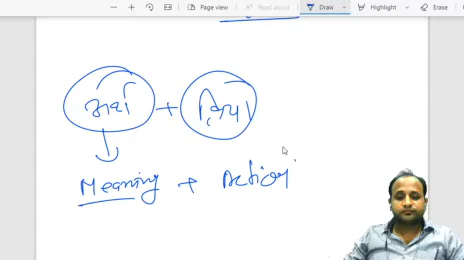 Page view
Read aloud
Draw
Highlight
Erase
अर्थ + क्रिया
Meaning + Action